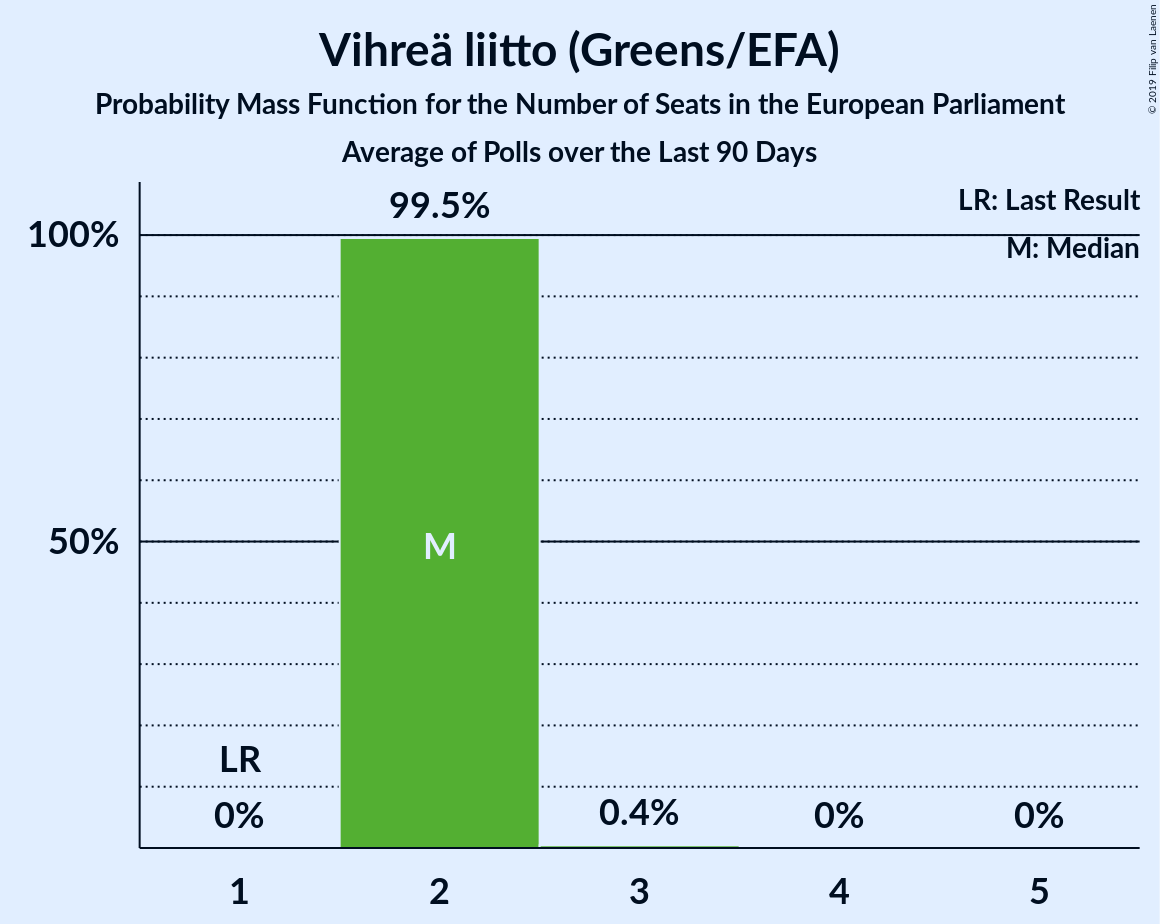 Vihreä liitto (Greens/EFA)
Probability Mass Function for the Number of Seats in the European Parliament
Average of Polls over the Last 90 Days
© 2019 Filip van Laenen
LR: Last Result
M: Median
99.5%
100%
50%
M
LR
0%
0.4%
0%
0%
1
2
3
4
5